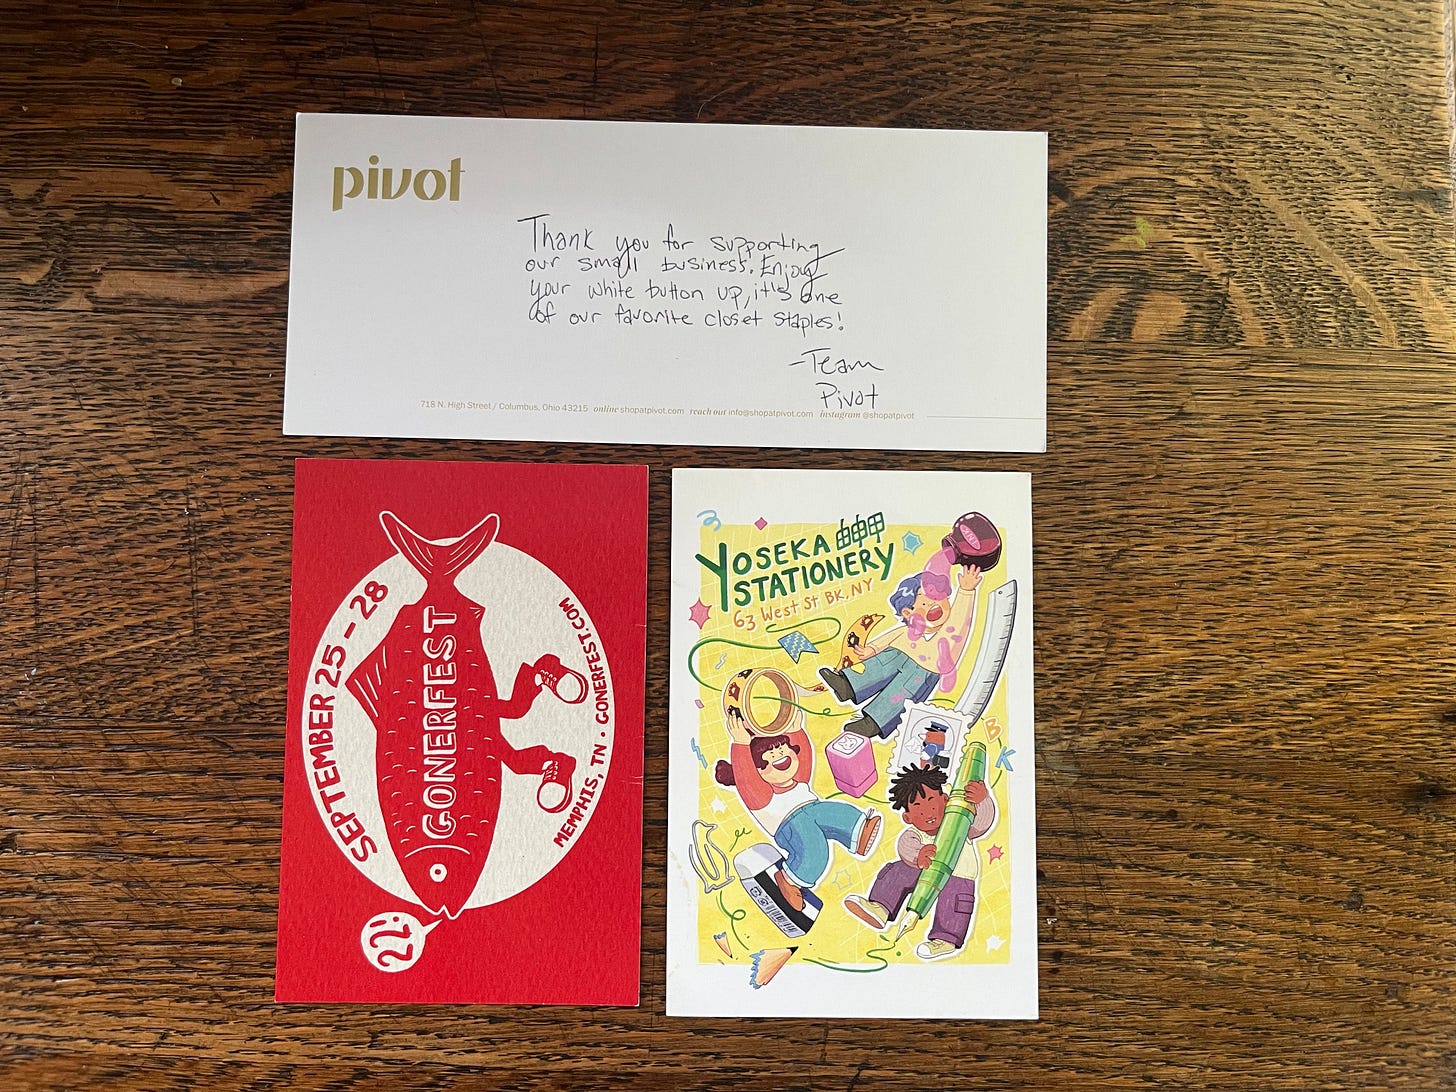 pivot
Thank you for supporting
our small business. Enjoy
your white button up, it's one
of our favorite closet staples!
-Team
Pivot
718 N. High Street / Columbus, Ohio 43215 online shopatpivot.com reach out info@shopatpivot.com instagram @shopatpivot
SEPTEMBER 25-28
GONERFEST
MEMPHIS, TN • GONERFEST.COM
22!
YOSEKA
STATIONERY
63 West St BK, NY
INK
B
K